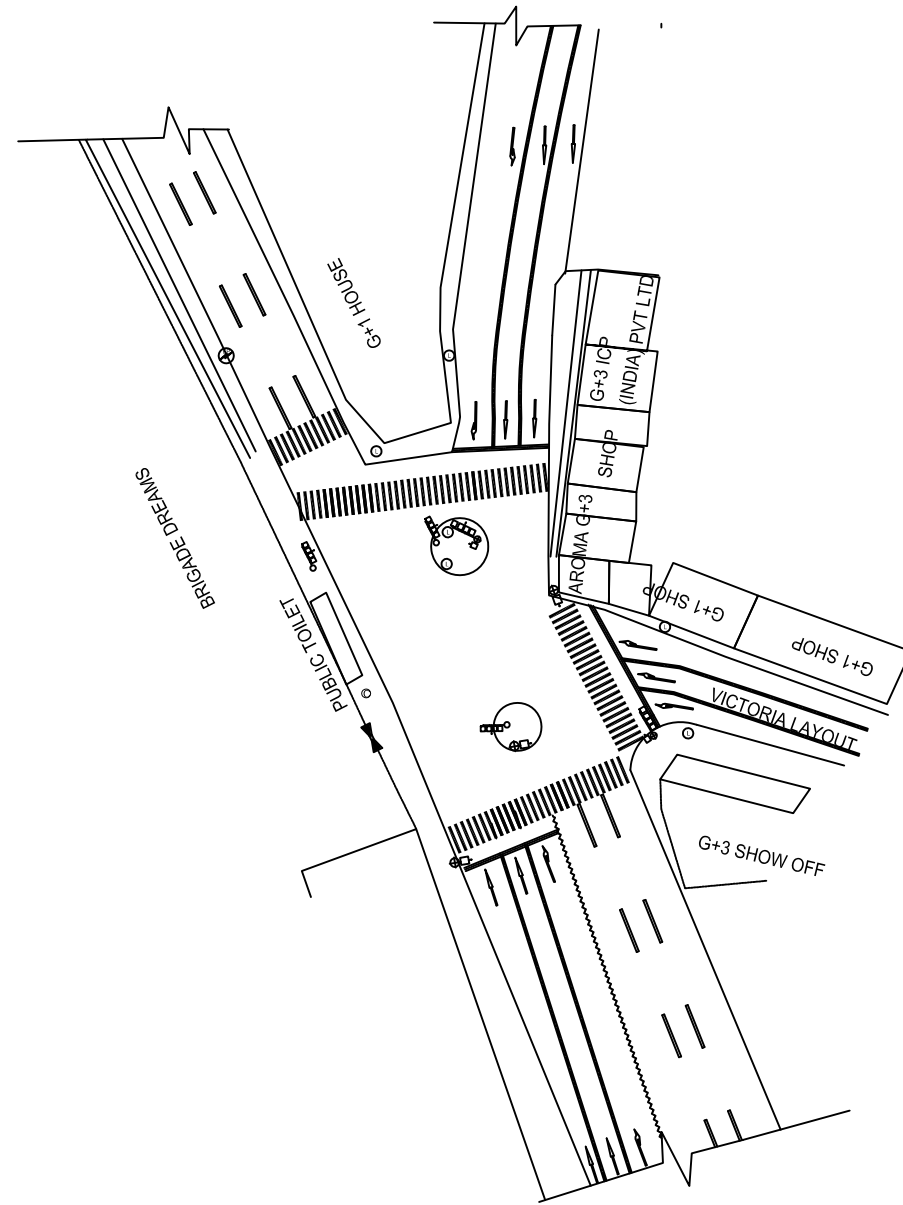 G+1 HOUSE
G+3 ICP
(INDIA) PVT LTD
SHOP
BRIGADE DREAMS
AROMA G+3
PUBLIC TOILET
G+1 SHOP
G+1 SHOP
VICTORIA LAYOUT
G+3 SHOW OFF